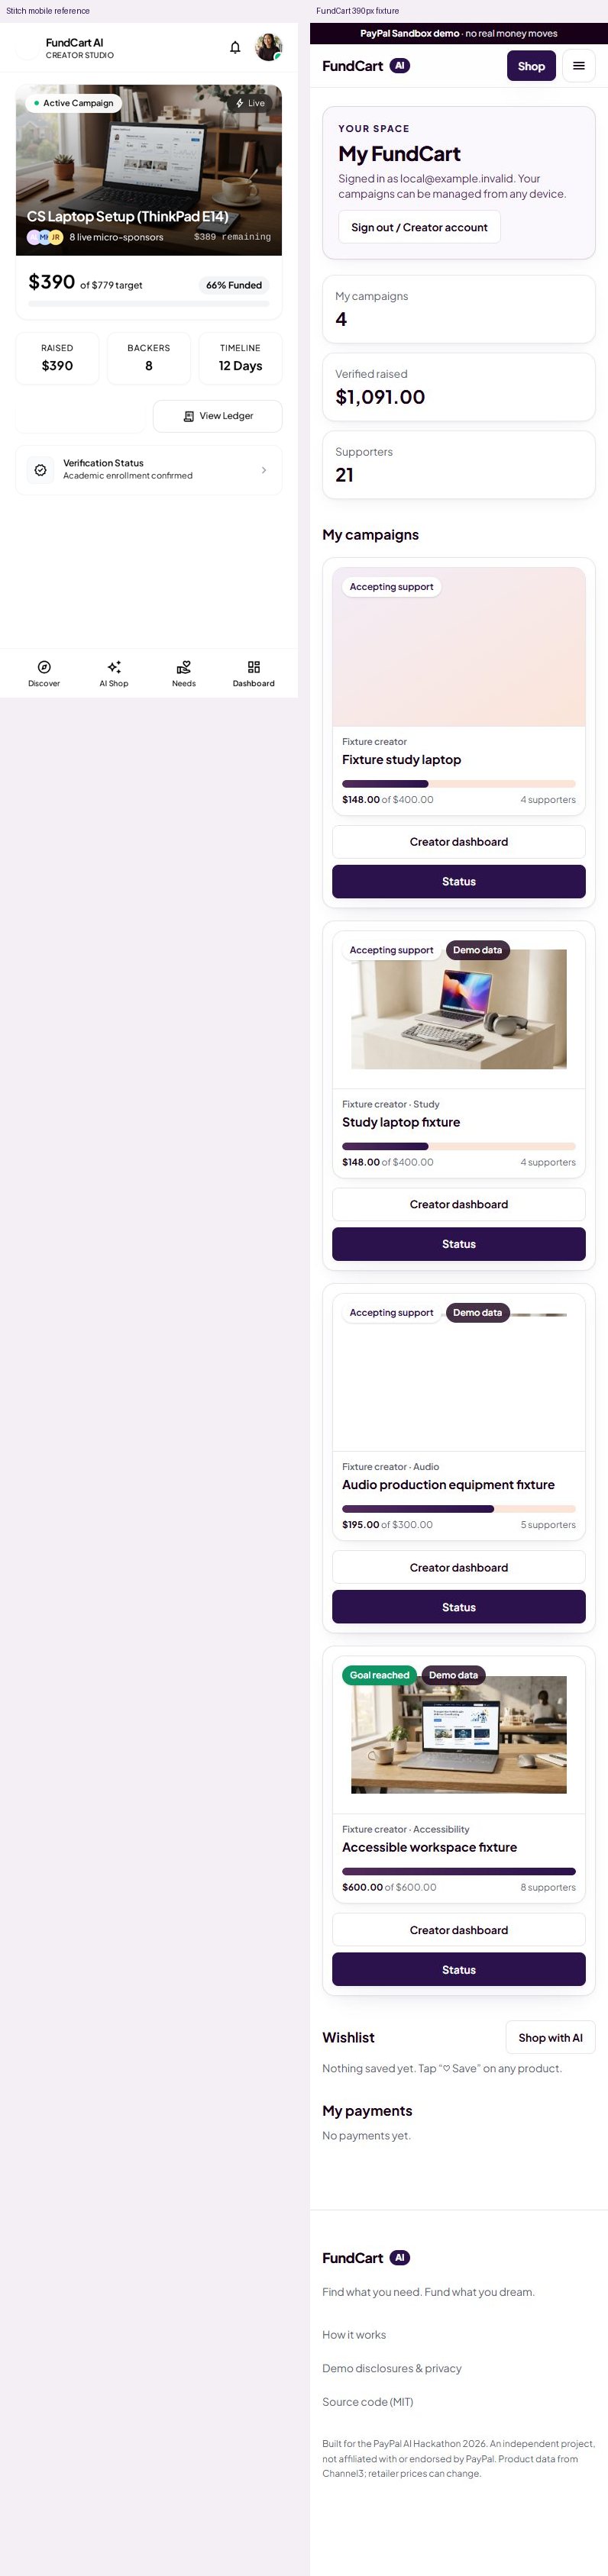 Stitch mobile reference
FundCart AI
CREATOR STUDIO
Active Campaign
Live
CS Laptop Setup (ThinkPad E14)
JR
8 live micro-sponsors
$389 remaining
$390 of $779 target
66% Funded
RAISED
$390
BACKERS
8
TIMELINE
12 Days
View Ledger
Verification Status
Academic enrollment confirmed
Discover
AI Shop
Needs
Dashboard
FundCart 390px fixture
PayPal Sandbox demo · no real money moves
FundCart AI
Shop
YOUR SPACE
My FundCart
Signed in as local@example.invalid. Your
campaigns can be managed from any device.
Sign out / Creator account
My campaigns
4
Verified raised
$1,091.00
Supporters
21
My campaigns
Accepting support
Fixture creator
Fixture study laptop
$148.00 of $400.00
4 supporters
Creator dashboard
Status
Accepting support
Demo data
Fixture creator · Study
Study laptop fixture
$148.00 of $400.00
4 supporters
Creator dashboard
Status
Accepting support
Demo data
Fixture creator · Audio
Audio production equipment fixture
$195.00 of $300.00
5 supporters
Creator dashboard
Status
Goal reached
Demo data
Fixture creator · Accessibility
Accessible workspace fixture
$600.00 of $600.00
8 supporters
Creator dashboard
Status
Wishlist
Shop with AI
Nothing saved yet. Tap “♡ Save” on any product.
My payments
No payments yet.
FundCart AI
Find what you need. Fund what you dream.
How it works
Demo disclosures & privacy
Source code (MIT)
Built for the PayPal AI Hackathon 2026. An independent project,
not affiliated with or endorsed by PayPal. Product data from
Channel3; retailer prices can change.